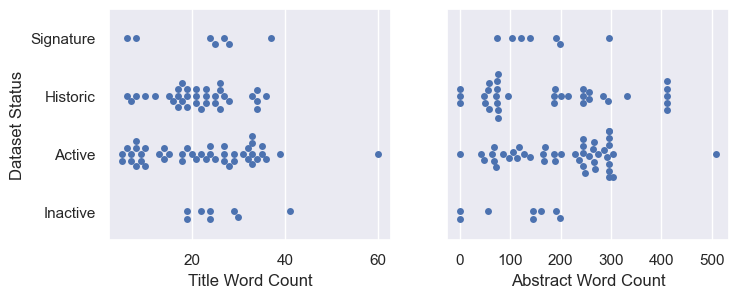 Signature
Historic
Active
Inactive
Dataset Status
20 40 60
Title Word Count
0 100 200 300 400 500
Abstract Word Count